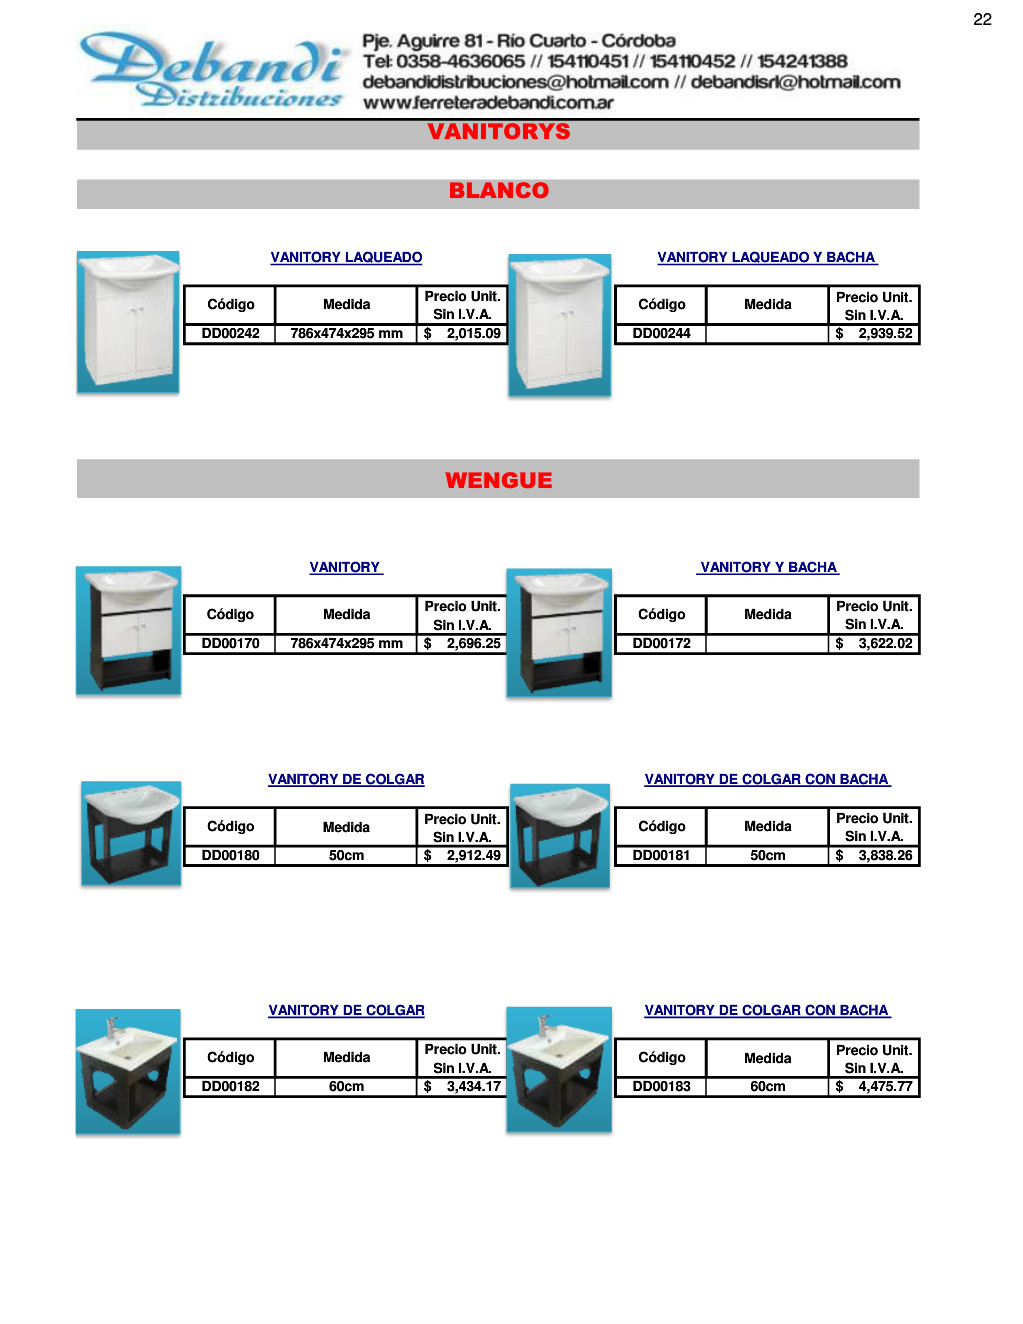 22
Debandi
Distribuciones
Pje. Aguirre 81 - Río Cuarto - Córdoba
Tel: 0358-4636065 // 154110451 // 154110452 // 154241388
debandidistribuciones@hotmail.com // debandisrl@hotmail.com
www.ferreteradebandi.com.ar
VANITORYS
BLANCO
VANITORY LAQUEADO
Código Medida Precio Unit. Sin I.V.A.
DD00242 786x474x295 mm $ 2,015.09
VANITORY LAQUEADO Y BACHA
Código Medida Precio Unit. Sin I.V.A.
DD00244 $ 2,939.52
WENGUE
VANITORY
Código Medida Precio Unit. Sin I.V.A.
DD00170 786x474x295 mm $ 2,696.25
VANITORY Y BACHA
Código Medida Precio Unit. Sin I.V.A.
DD00172 $ 3,622.02
VANITORY DE COLGAR
Código Medida Precio Unit. Sin I.V.A.
DD00180 50cm $ 2,912.49
VANITORY DE COLGAR CON BACHA
Código Medida Precio Unit. Sin I.V.A.
DD00181 50cm $ 3,838.26
VANITORY DE COLGAR
Código Medida Precio Unit. Sin I.V.A.
DD00182 60cm $ 3,434.17
VANITORY DE COLGAR CON BACHA
Código Medida Precio Unit. Sin I.V.A.
DD00183 60cm $ 4,475.77